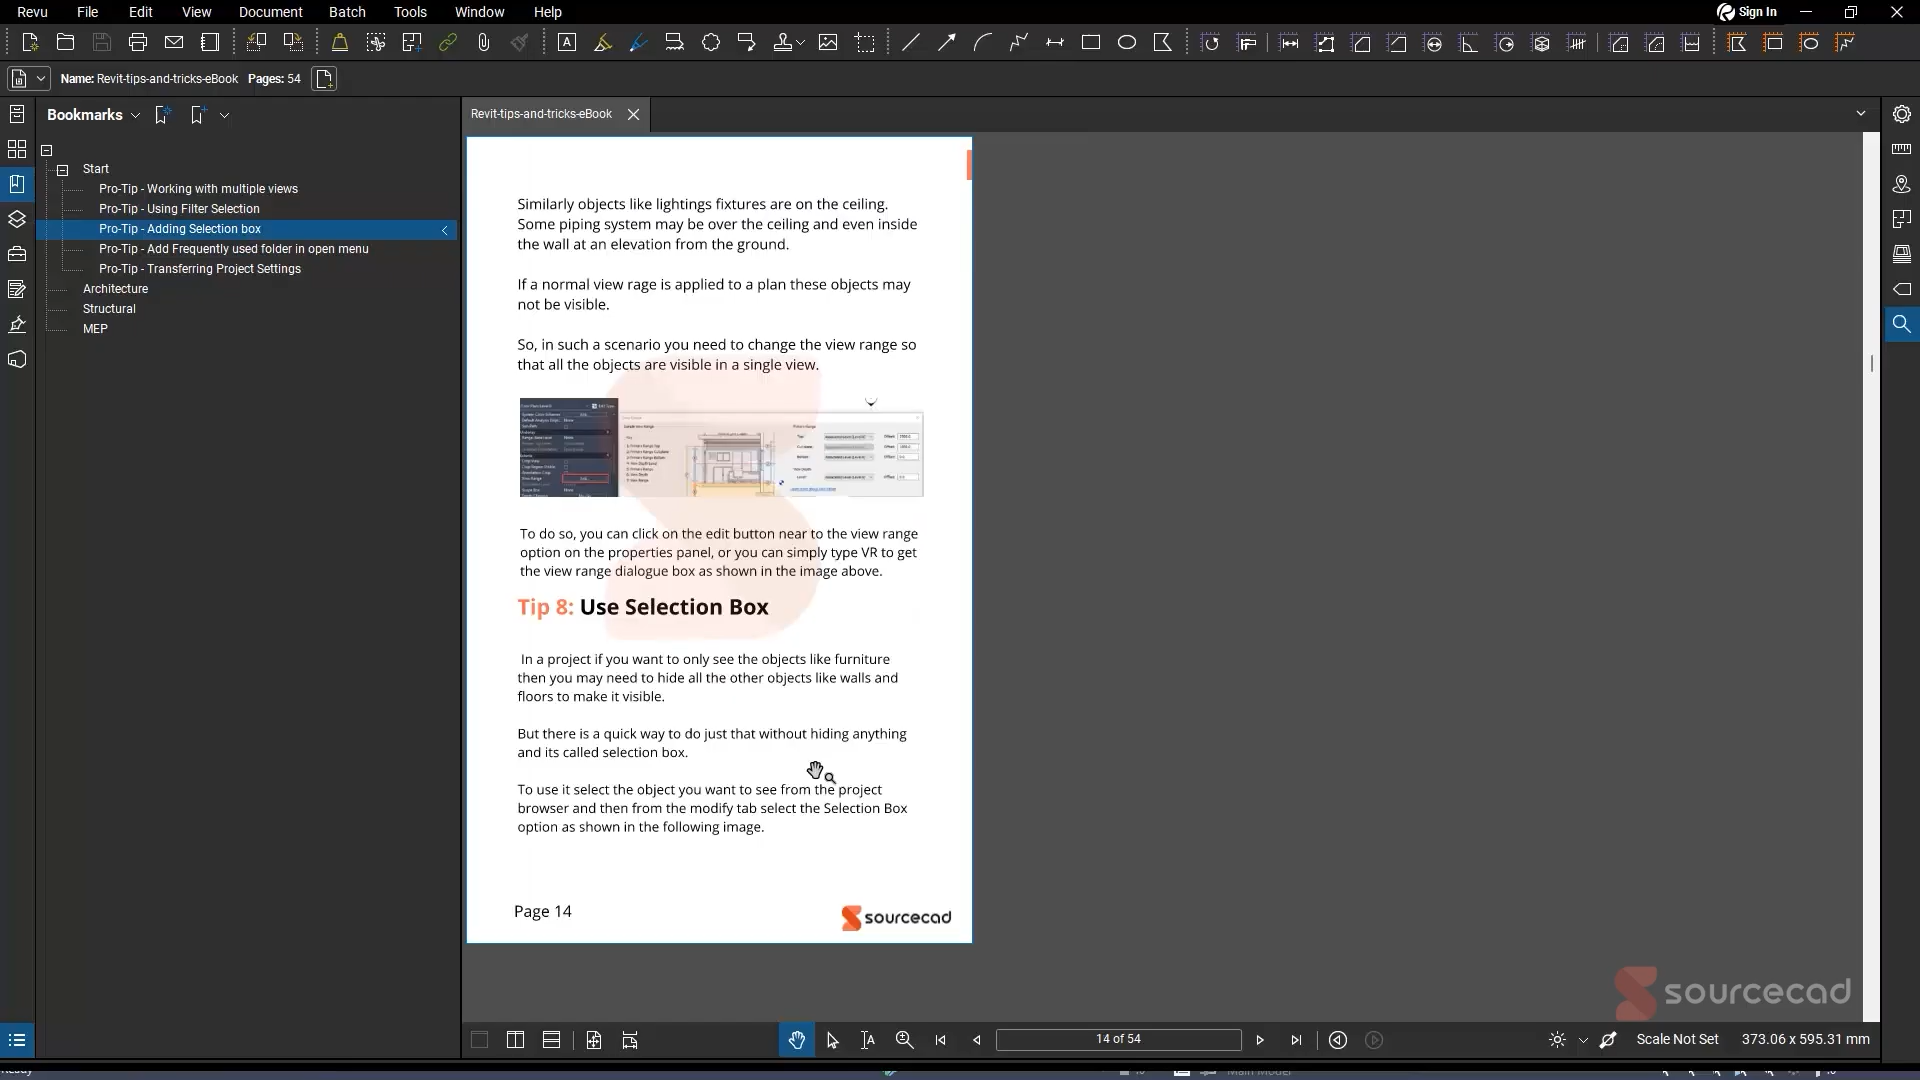 Revu File Edit View Document Batch Tools Window Help Sign In
Name: Revit-tips-and-tricks-eBook Pages: 54
Bookmarks
Start
Pro-Tip - Working with multiple views
Pro-Tip - Using Filter Selection
Pro-Tip - Adding Selection box
Pro-Tip - Add Frequently used folder in open menu
Pro-Tip - Transferring Project Settings
Architecture
Structural
MEP
Revit-tips-and-tricks-eBook
Similarly objects like lightings fixtures are on the ceiling.
Some piping system may be over the ceiling and even inside
the wall at an elevation from the ground.
If a normal view rage is applied to a plan these objects may
not be visible.
So, in such a scenario you need to change the view range so
that all the objects are visible in a single view.
To do so, you can click on the edit button near to the view range
option on the properties panel, or you can simply type VR to get
the view range dialogue box as shown in the image above.
Tip 8: Use Selection Box
In a project if you want to only see the objects like furniture
then you may need to hide all the other objects like walls and
floors to make it visible.
But there is a quick way to do just that without hiding anything
and its called selection box.
To use it select the object you want to see from the project
browser and then from the modify tab select the Selection Box
option as shown in the following image.
Page 14
sourcecad
sourcecad
14 of 54
Scale Not Set 373.06 x 595.31 mm